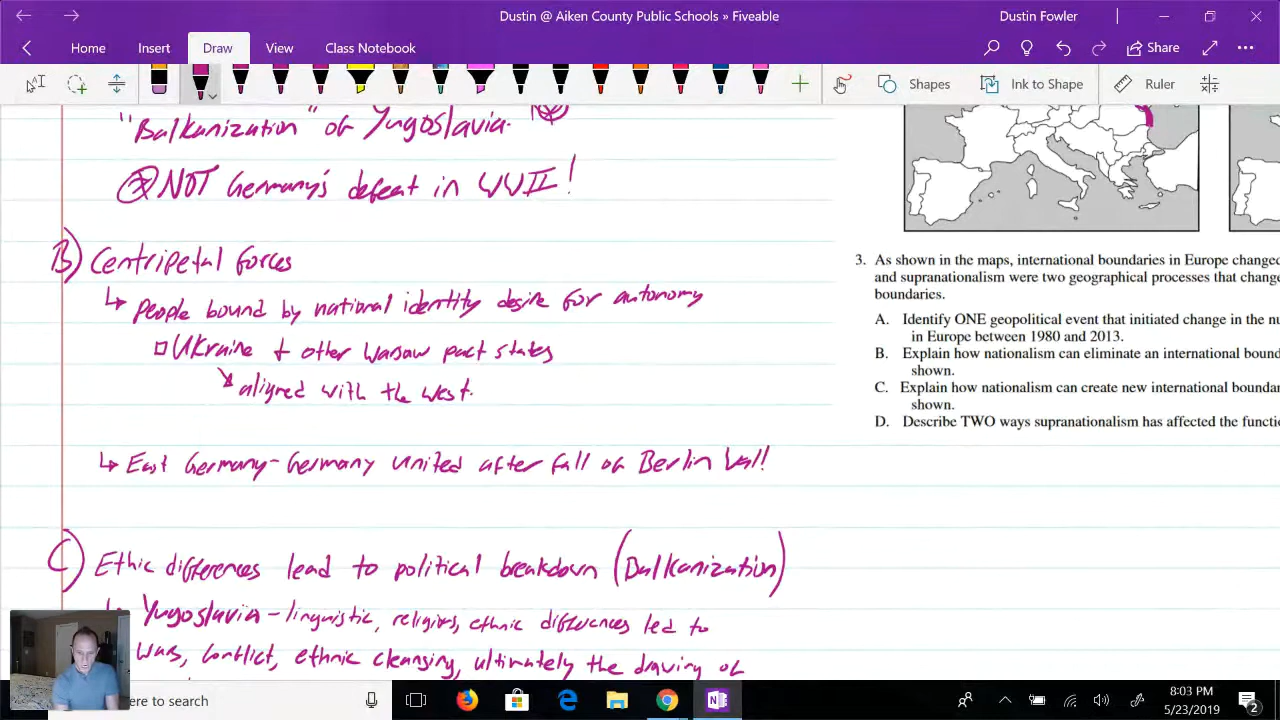 Dustin @ Aiken County Public Schools » Fiveable
Dustin Fowler
Home Insert Draw View Class Notebook
Share
Shapes
Ink to Shape
Ruler
"Balkanization" of Yugoslavia.
NOT Germany's defeat in WWII!
B) Centripetal forces
↳ People bound by national identity desire for autonomy
□ Ukraine + other Warsaw pact states
↘ aligned with the west.
↳ East Germany-Germany united after fall of Berlin Wall!
C) Ethic differences lead to political breakdown (Balkanization)
↳ Yugoslavia - linguistic, religious, ethnic differences led to
wars, conflict, ethnic cleansing, ultimately the drawing of
3. As shown in the maps, international boundaries in Europe changed
and supranationalism were two geographical processes that change
boundaries.
A. Identify ONE geopolitical event that initiated change in the nu
in Europe between 1980 and 2013.
B. Explain how nationalism can eliminate an international bound
shown.
C. Explain how nationalism can create new international boundar
shown.
D. Describe TWO ways supranationalism has affected the functi
here to search
8:03 PM
5/23/2019
2